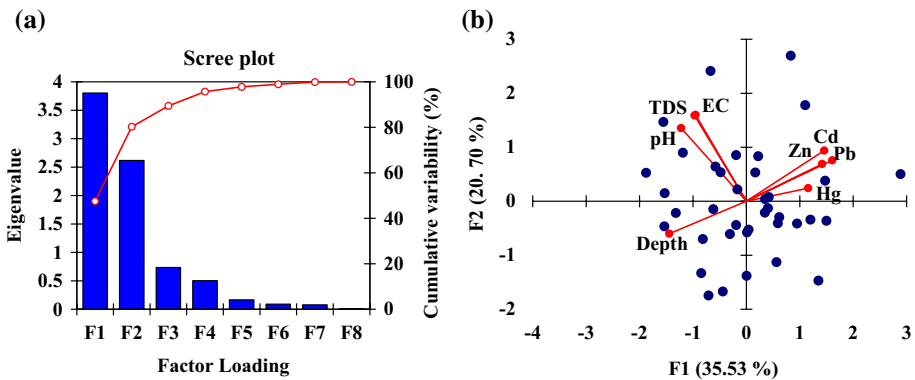 (a)
Scree plot
Eigenvalue
4
3.5
3
2.5
2
1.5
1
0.5
0
100
80
60
40
20
0
Cumulative variability (%)
F1 F2 F3 F4 F5 F6 F7 F8
Factor Loading
(b)
F2 (20. 70 %)
3
2
1
0
-1
-2
TDS EC
pH
Cd
Zn Pb
Hg
Depth
-4 -3 -2 -1 0 1 2 3
F1 (35.53 %)